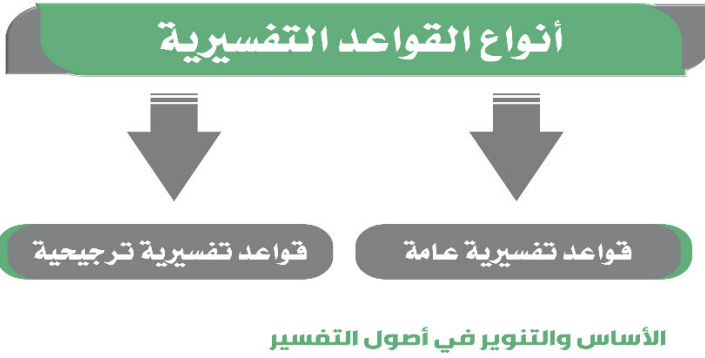 أنواع القواعد التفسيرية
قواعد تفسيرية عامة
قواعد تفسيرية ترجيحية
الأساس والتنوير في أصول التفسير